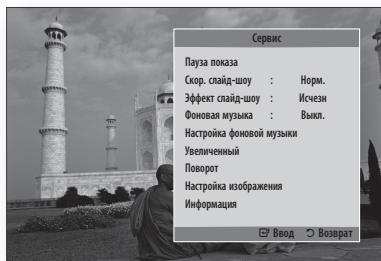 Сервис
Пауза показа
Скор. слайд-шоу : Норм.
Эффект слайд-шоу : Исчезн
Фоновая музыка : Выкл.
Настройка фоновой музыки
Увеличенный
Поворот
Настройка изображения
Информация
Ввод Возврат